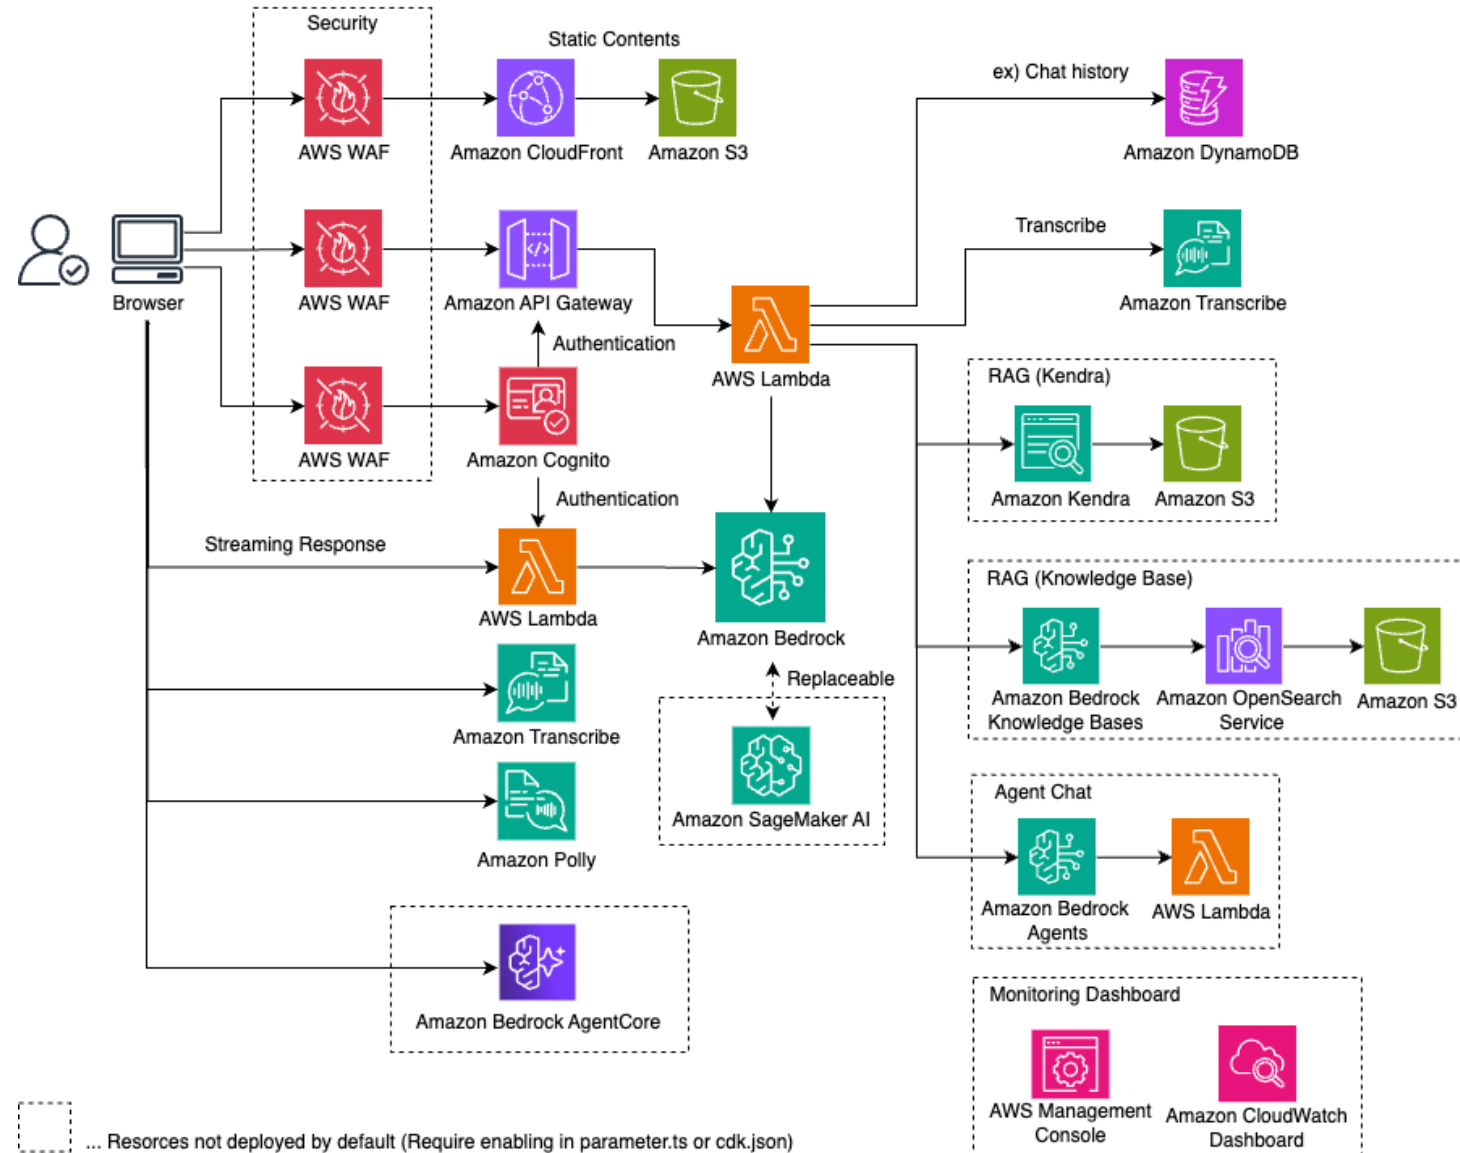 Security
Static Contents
ex) Chat history
AWS WAF
Amazon CloudFront
Amazon S3
Amazon DynamoDB
Transcribe
Browser
AWS WAF
Amazon API Gateway
Amazon Transcribe
Authentication
AWS Lambda
RAG (Kendra)
AWS WAF
Amazon Cognito
Amazon Kendra
Amazon S3
Authentication
Streaming Response
RAG (Knowledge Base)
AWS Lambda
Amazon Bedrock
Replaceable
Amazon Bedrock
Knowledge Bases
Amazon OpenSearch
Service
Amazon S3
Amazon Transcribe
Amazon SageMaker AI
Agent Chat
Amazon Polly
Amazon Bedrock
Agents
AWS Lambda
Amazon Bedrock AgentCore
Monitoring Dashboard
AWS Management
Console
Amazon CloudWatch
Dashboard
... Resorces not deployed by default (Require enabling in parameter.ts or cdk.json)